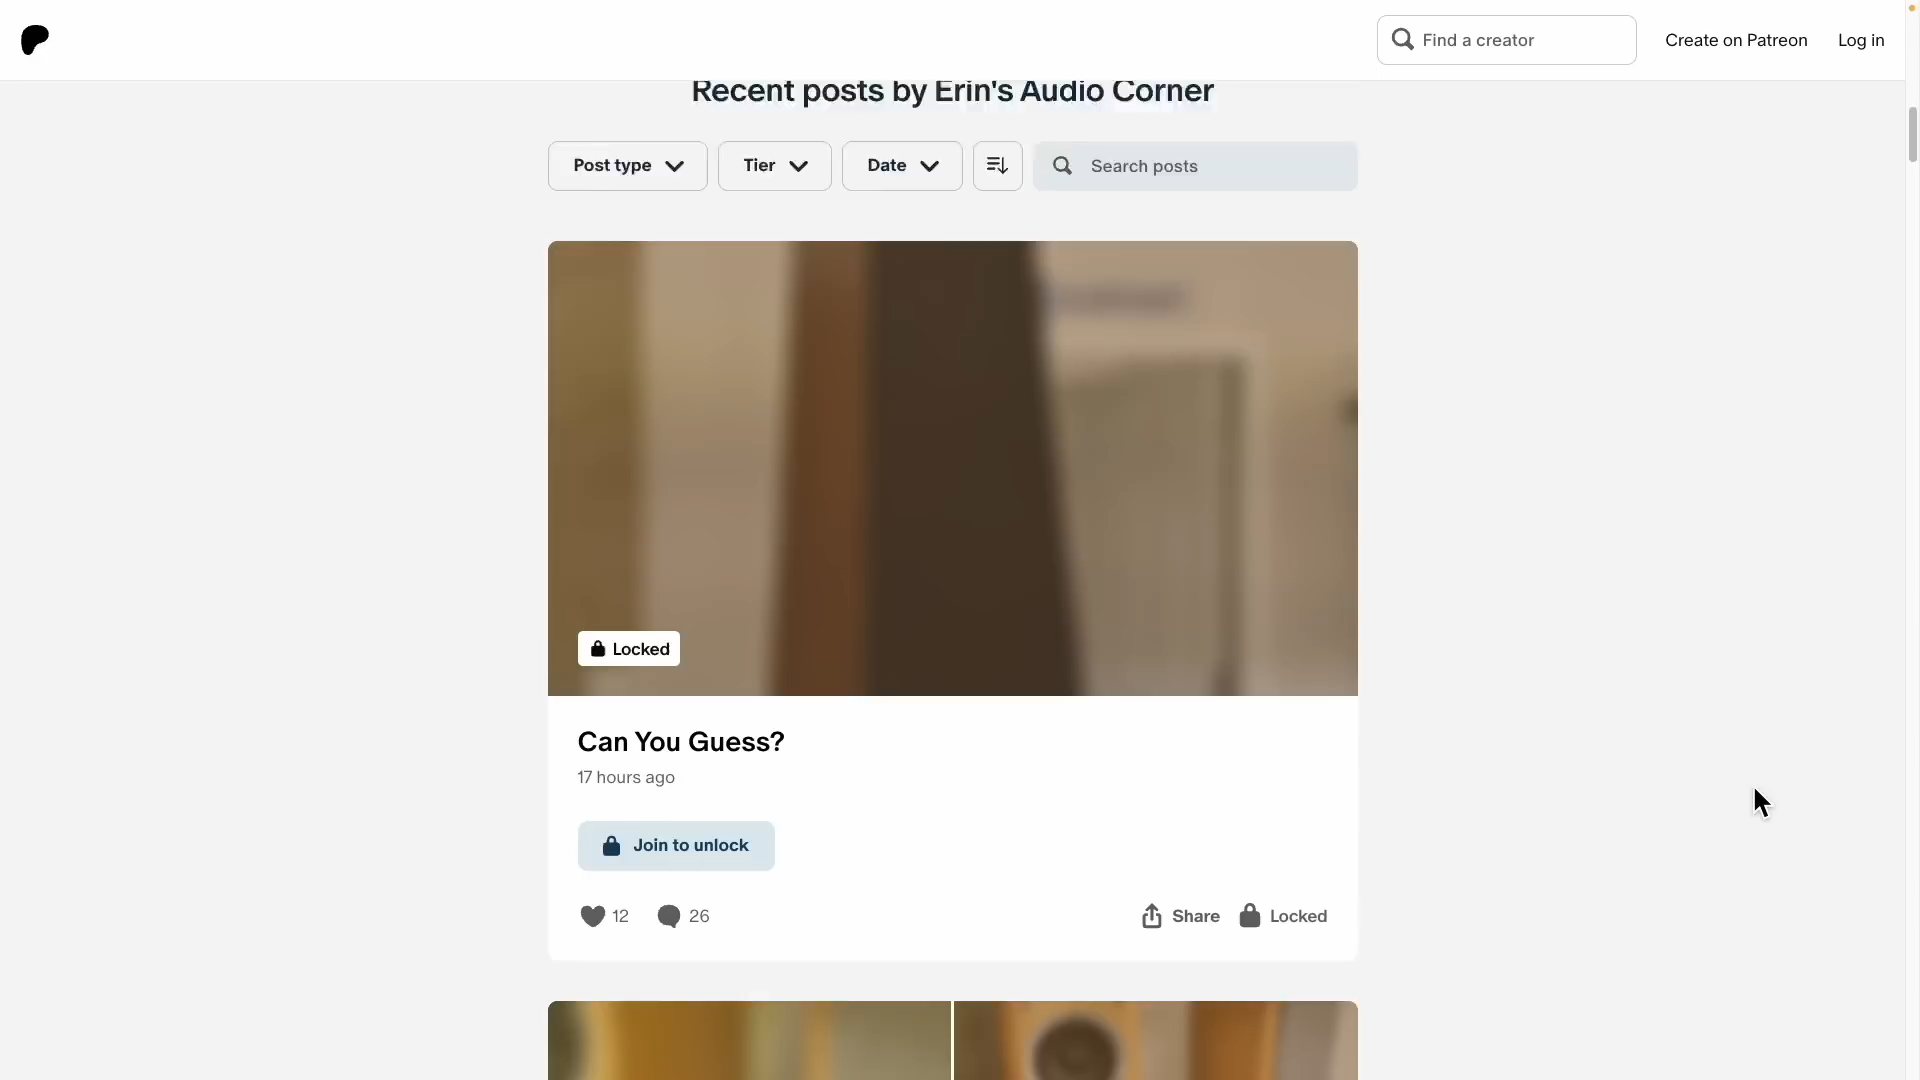 Find a creator
Create on Patreon
Log in
Recent posts by Erin's Audio Corner
Post type
Tier
Date
Search posts
Locked
Can You Guess?
17 hours ago
Join to unlock
12
26
Share
Locked